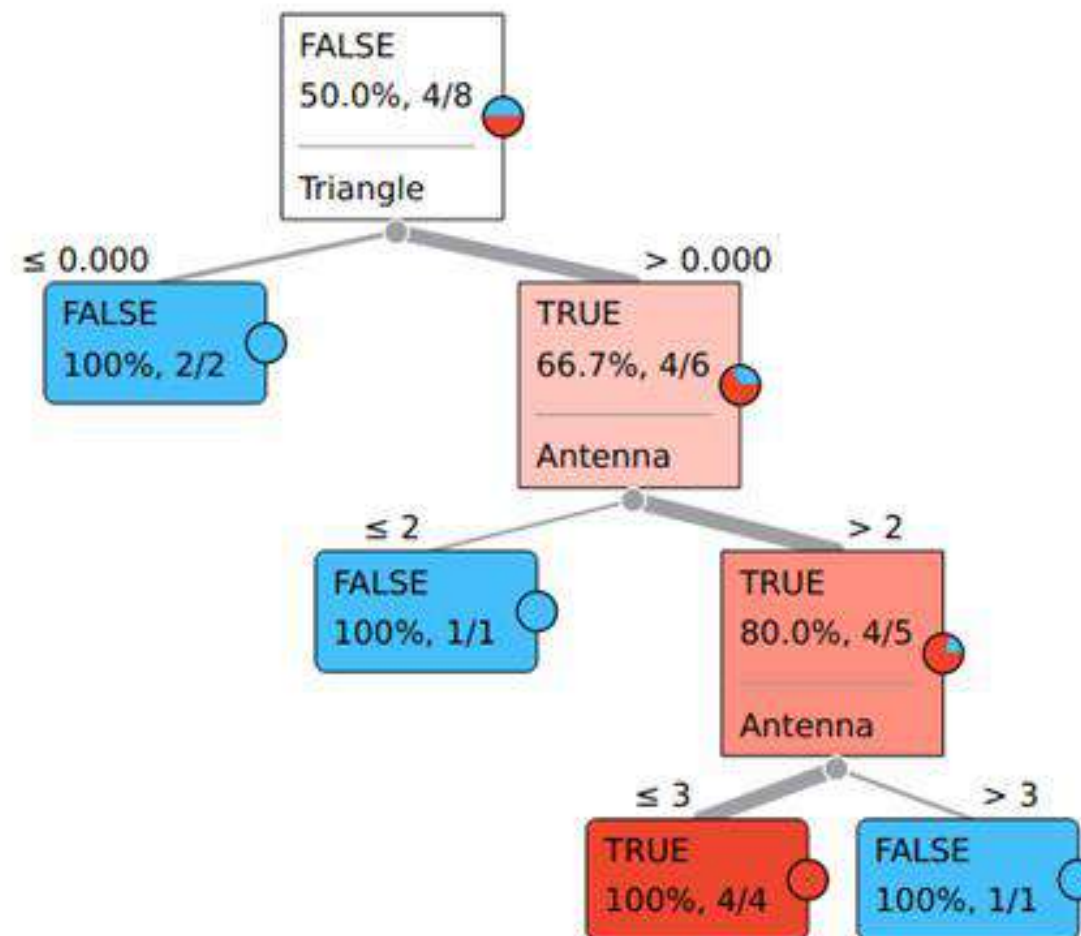 FALSE
50.0%, 4/8
Triangle
≤ 0.000
> 0.000
FALSE
100%, 2/2
TRUE
66.7%, 4/6
Antenna
≤ 2
> 2
FALSE
100%, 1/1
TRUE
80.0%, 4/5
Antenna
≤ 3
> 3
TRUE
100%, 4/4
FALSE
100%, 1/1